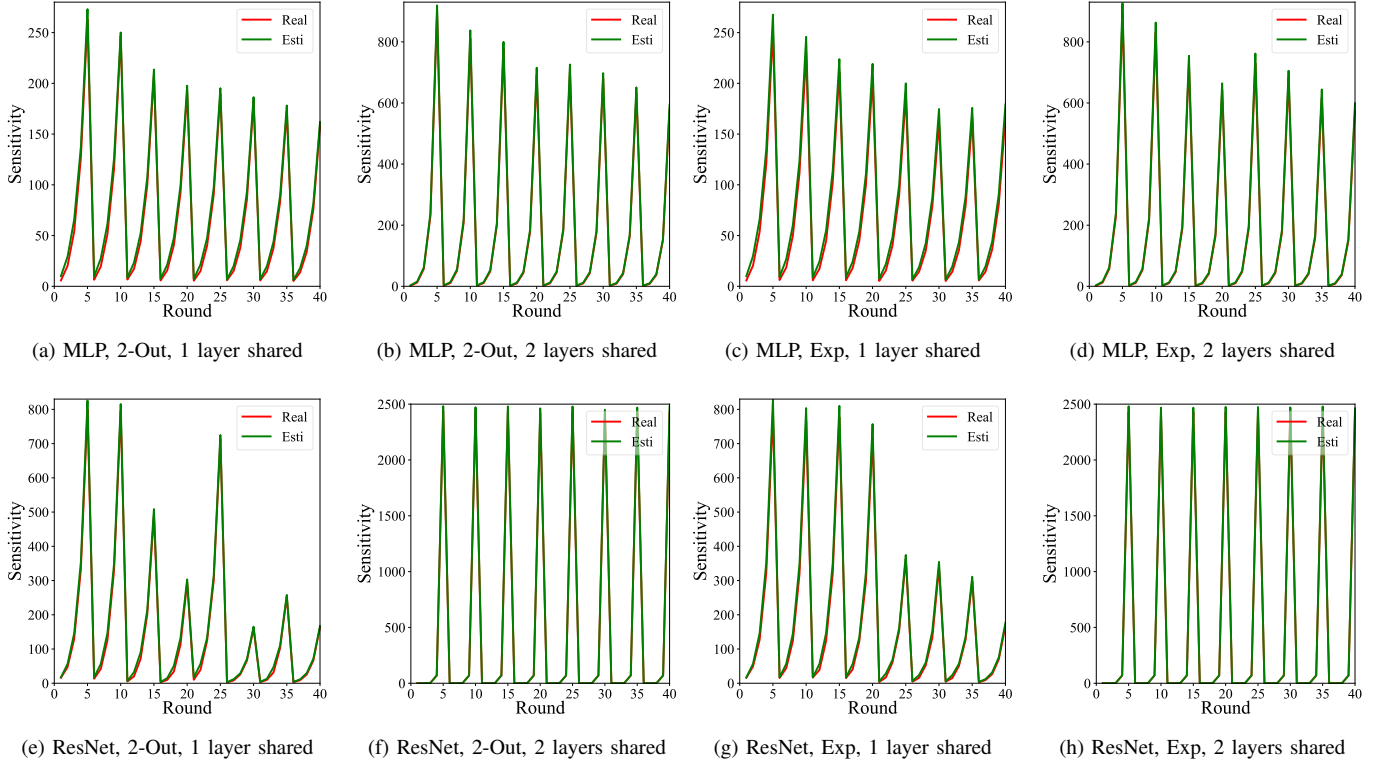 250
200
150
100
50
0
Sensitivity
0 5 10 15 20 25 30 35 40
Round
Real
Esti
(a) MLP, 2-Out, 1 layer shared
800
600
400
200
0
Sensitivity
0 5 10 15 20 25 30 35 40
Round
Real
Esti
(b) MLP, 2-Out, 2 layers shared
250
200
150
100
50
0
Sensitivity
0 5 10 15 20 25 30 35 40
Round
Real
Esti
(c) MLP, Exp, 1 layer shared
800
600
400
200
0
Sensitivity
0 5 10 15 20 25 30 35 40
Round
Real
Esti
(d) MLP, Exp, 2 layers shared
800
700
600
500
400
300
200
100
0
Sensitivity
0 5 10 15 20 25 30 35 40
Round
Real
Esti
(e) ResNet, 2-Out, 1 layer shared
2500
2000
1500
1000
500
0
Sensitivity
0 5 10 15 20 25 30 35 40
Round
Real
Esti
(f) ResNet, 2-Out, 2 layers shared
800
700
600
500
400
300
200
100
0
Sensitivity
0 5 10 15 20 25 30 35 40
Round
Real
Esti
(g) ResNet, Exp, 1 layer shared
2500
2000
1500
1000
500
0
Sensitivity
0 5 10 15 20 25 30 35 40
Round
Real
Esti
(h) ResNet, Exp, 2 layers shared